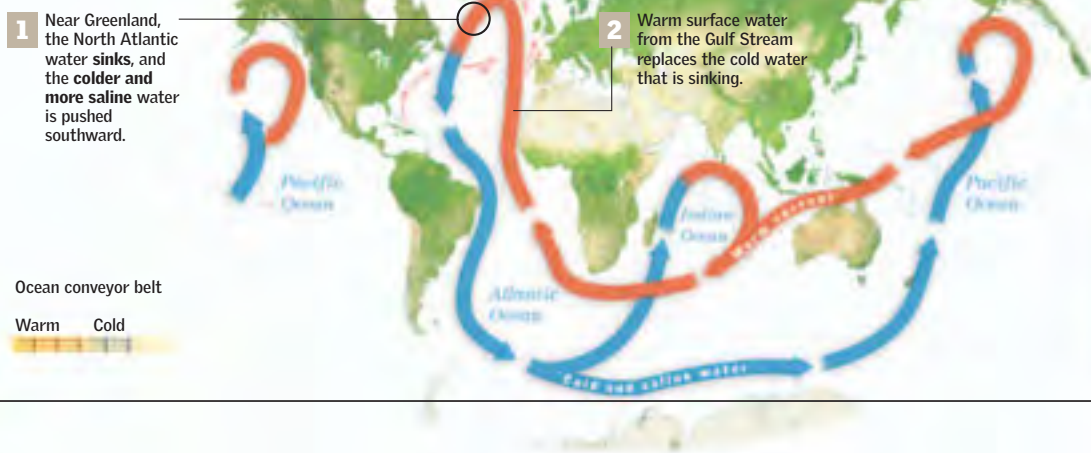 1
Near Greenland,
the North Atlantic
water sinks, and
the colder and
more saline water
is pushed
southward.
2
Warm surface water
from the Gulf Stream
replaces the cold water
that is sinking.
Pacific
Ocean
Indian
Ocean
Warm current
Pacific
Ocean
Atlantic
Ocean
Cold and saline water
Ocean conveyor belt
Warm Cold